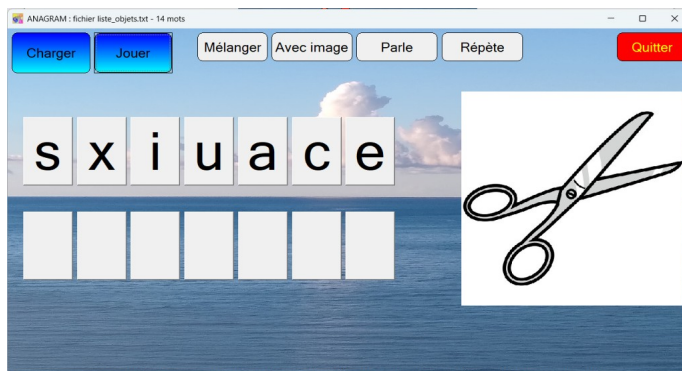 ANAGRAM : fichier liste_objets.txt - 14 mots
Charger Jouer Mélanger Avec image Parle Répète Quitter
s x i u a c e